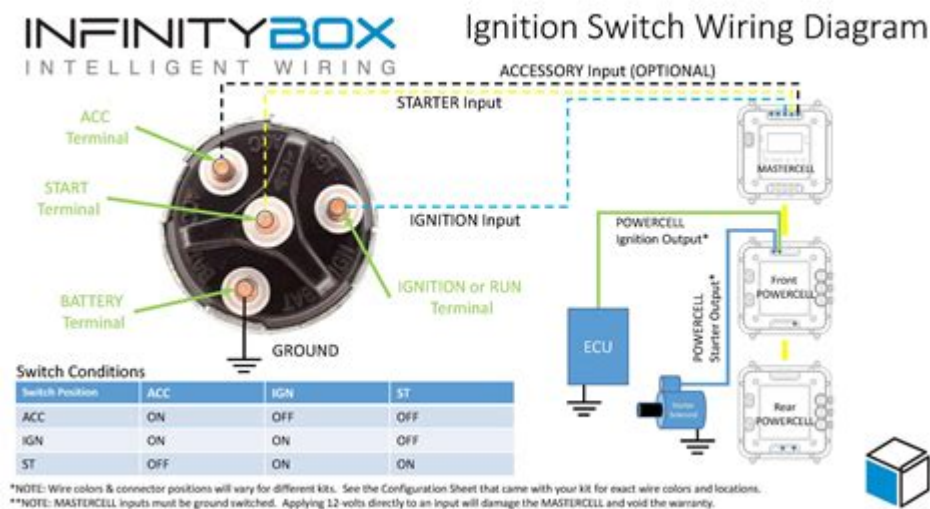 INFINITYBOX
INTELLIGENT WIRING
Ignition Switch Wiring Diagram
ACCESSORY Input (OPTIONAL)
STARTER Input
ACC
Terminal
START
Terminal
IGNITION Input
BATTERY
Terminal
IGNITION or RUN
Terminal
GROUND
MASTERCELL
POWERCELL
Ignition Output*
POWERCELL
Starter Output*
Front
POWERCELL
ECU
Rear
POWERCELL
Starter
Solenoid
Switch Conditions
Switch Position ACC IGN ST
ACC ON OFF OFF
IGN ON ON OFF
ST OFF ON ON
*NOTE: Wire colors & connector positions will vary for different kits. See the Configuration Sheet that came with your kit for exact wire colors and locations.
**NOTE: MASTERCELL inputs must be ground switched. Applying 12-volts directly to an input will damage the MASTERCELL and void the warranty.